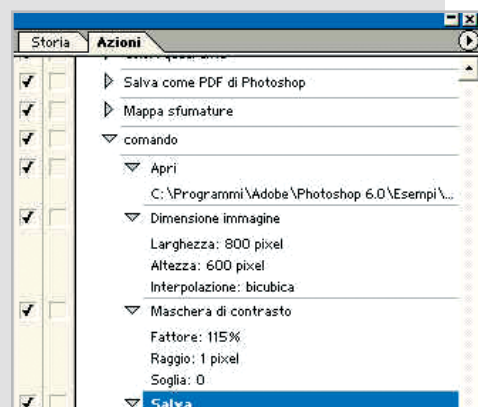 Storia Azioni
Salva come PDF di Photoshop
Mappa sfumature
comando
Apri
C:\Programmi\Adobe\Photoshop 6.0\Esempi\...
Dimensione immagine
Larghezza: 800 pixel
Altezza: 600 pixel
Interpolazione: bicubica
Maschera di contrasto
Fattore: 115%
Raggio: 1 pixel
Soglia: 0
Salva